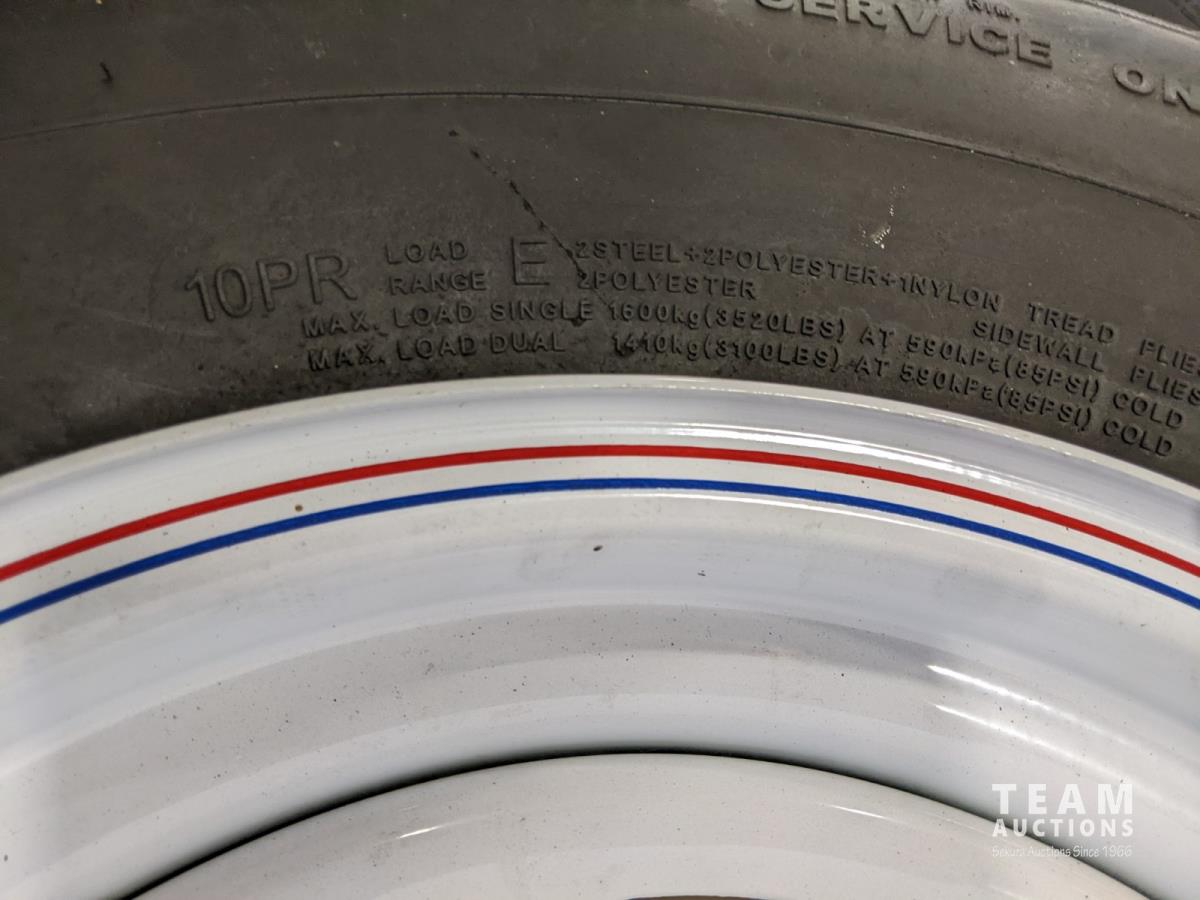 SERVICE ON
10PR LOAD RANGE E
2STEEL+2POLYESTER+1NYLON TREAD PLIES
2POLYESTER SIDEWALL PLIES
MAX. LOAD SINGLE 1600kg(3520LBS) AT 590kPa(85PSI) COLD
MAX. LOAD DUAL 1410kg(3100LBS) AT 590kPa(85PSI) COLD
TEAM
AUCTIONS
Sekura Auctions Since 1966